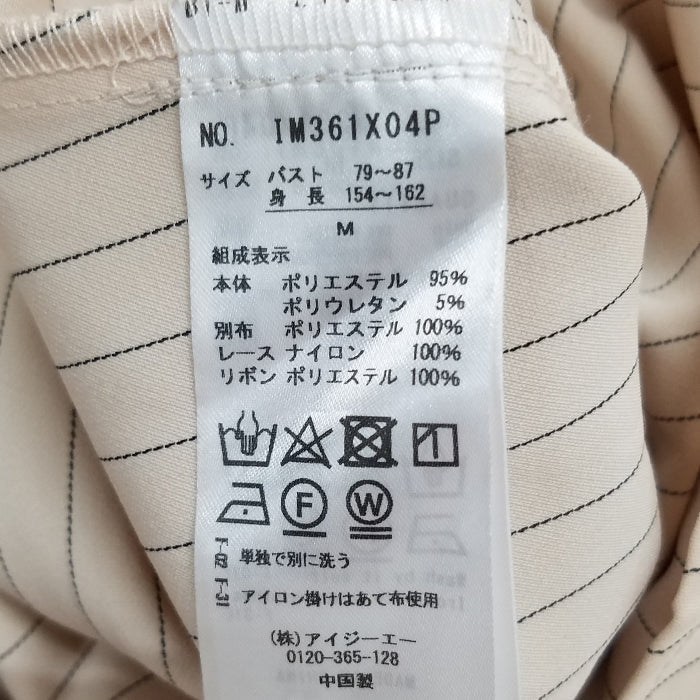 NO. IM361X04P
サイズ バスト 79～87
身 長 154～162
M
組成表示
本体 ポリエステル 95%
ポリウレタン 5%
別布 ポリエステル 100%
レース ナイロン 100%
リボン ポリエステル 100%
F
W
単独で別に洗う
アイロン掛けはあて布使用
(株)アイジーエー
0120-365-128
中国製